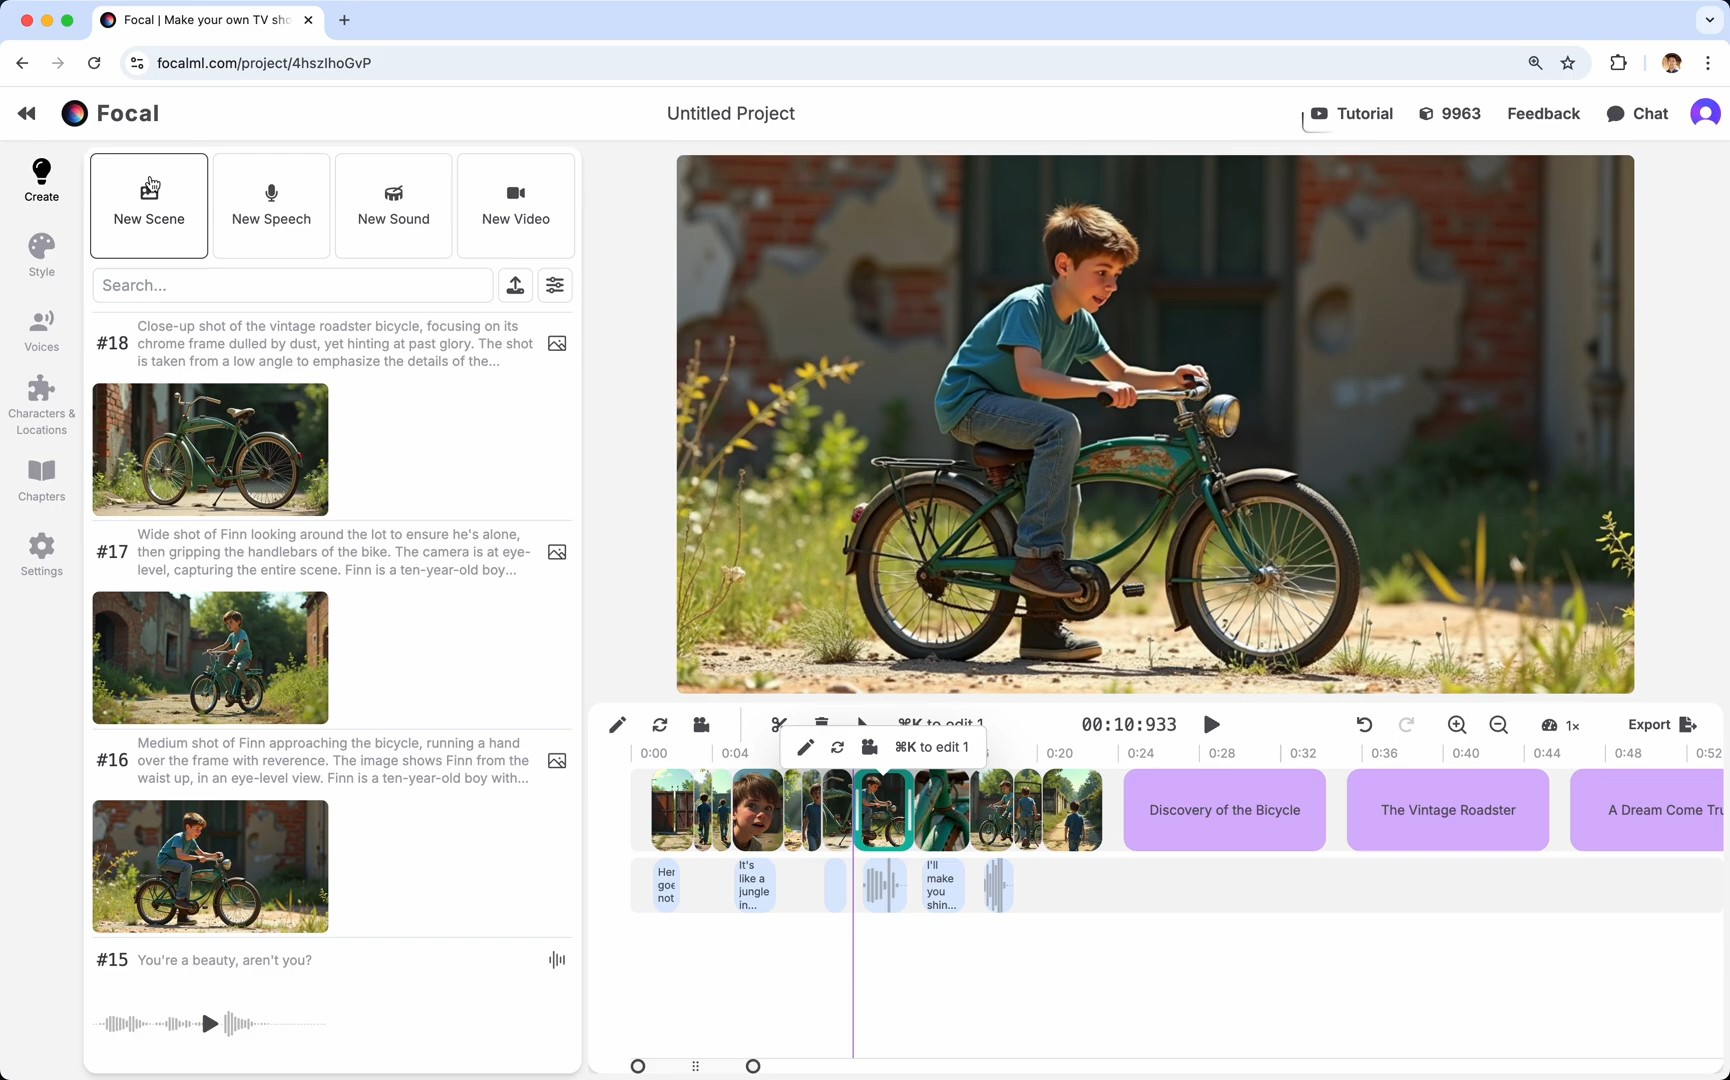 Focal | Make your own TV sho
focalml.com/project/4hszIhoGvP
Focal
Untitled Project
Tutorial
9963
Feedback
Chat
Create
Style
Voices
Characters &
Locations
Chapters
Settings
New Scene
New Speech
New Sound
New Video
Search...
#18
Close-up shot of the vintage roadster bicycle, focusing on its
chrome frame dulled by dust, yet hinting at past glory. The shot
is taken from a low angle to emphasize the details of the...
#17
Wide shot of Finn looking around the lot to ensure he's alone,
then gripping the handlebars of the bike. The camera is at eye-
level, capturing the entire scene. Finn is a ten-year-old boy...
#16
Medium shot of Finn approaching the bicycle, running a hand
over the frame with reverence. The image shows Finn from the
waist up, in an eye-level view. Finn is a ten-year-old boy with...
#15
You're a beauty, aren't you?
⌘K to edit 1
00:10:933
1x
Export
⌘K to edit 1
0:00
0:04
0:20
0:24
0:28
0:32
0:36
0:40
0:44
0:48
0:52
Discovery of the Bicycle
The Vintage Roadster
A Dream Come Tru
Her
goe
not
It's
like a
jungle
in...
I'll
make
you
shin...